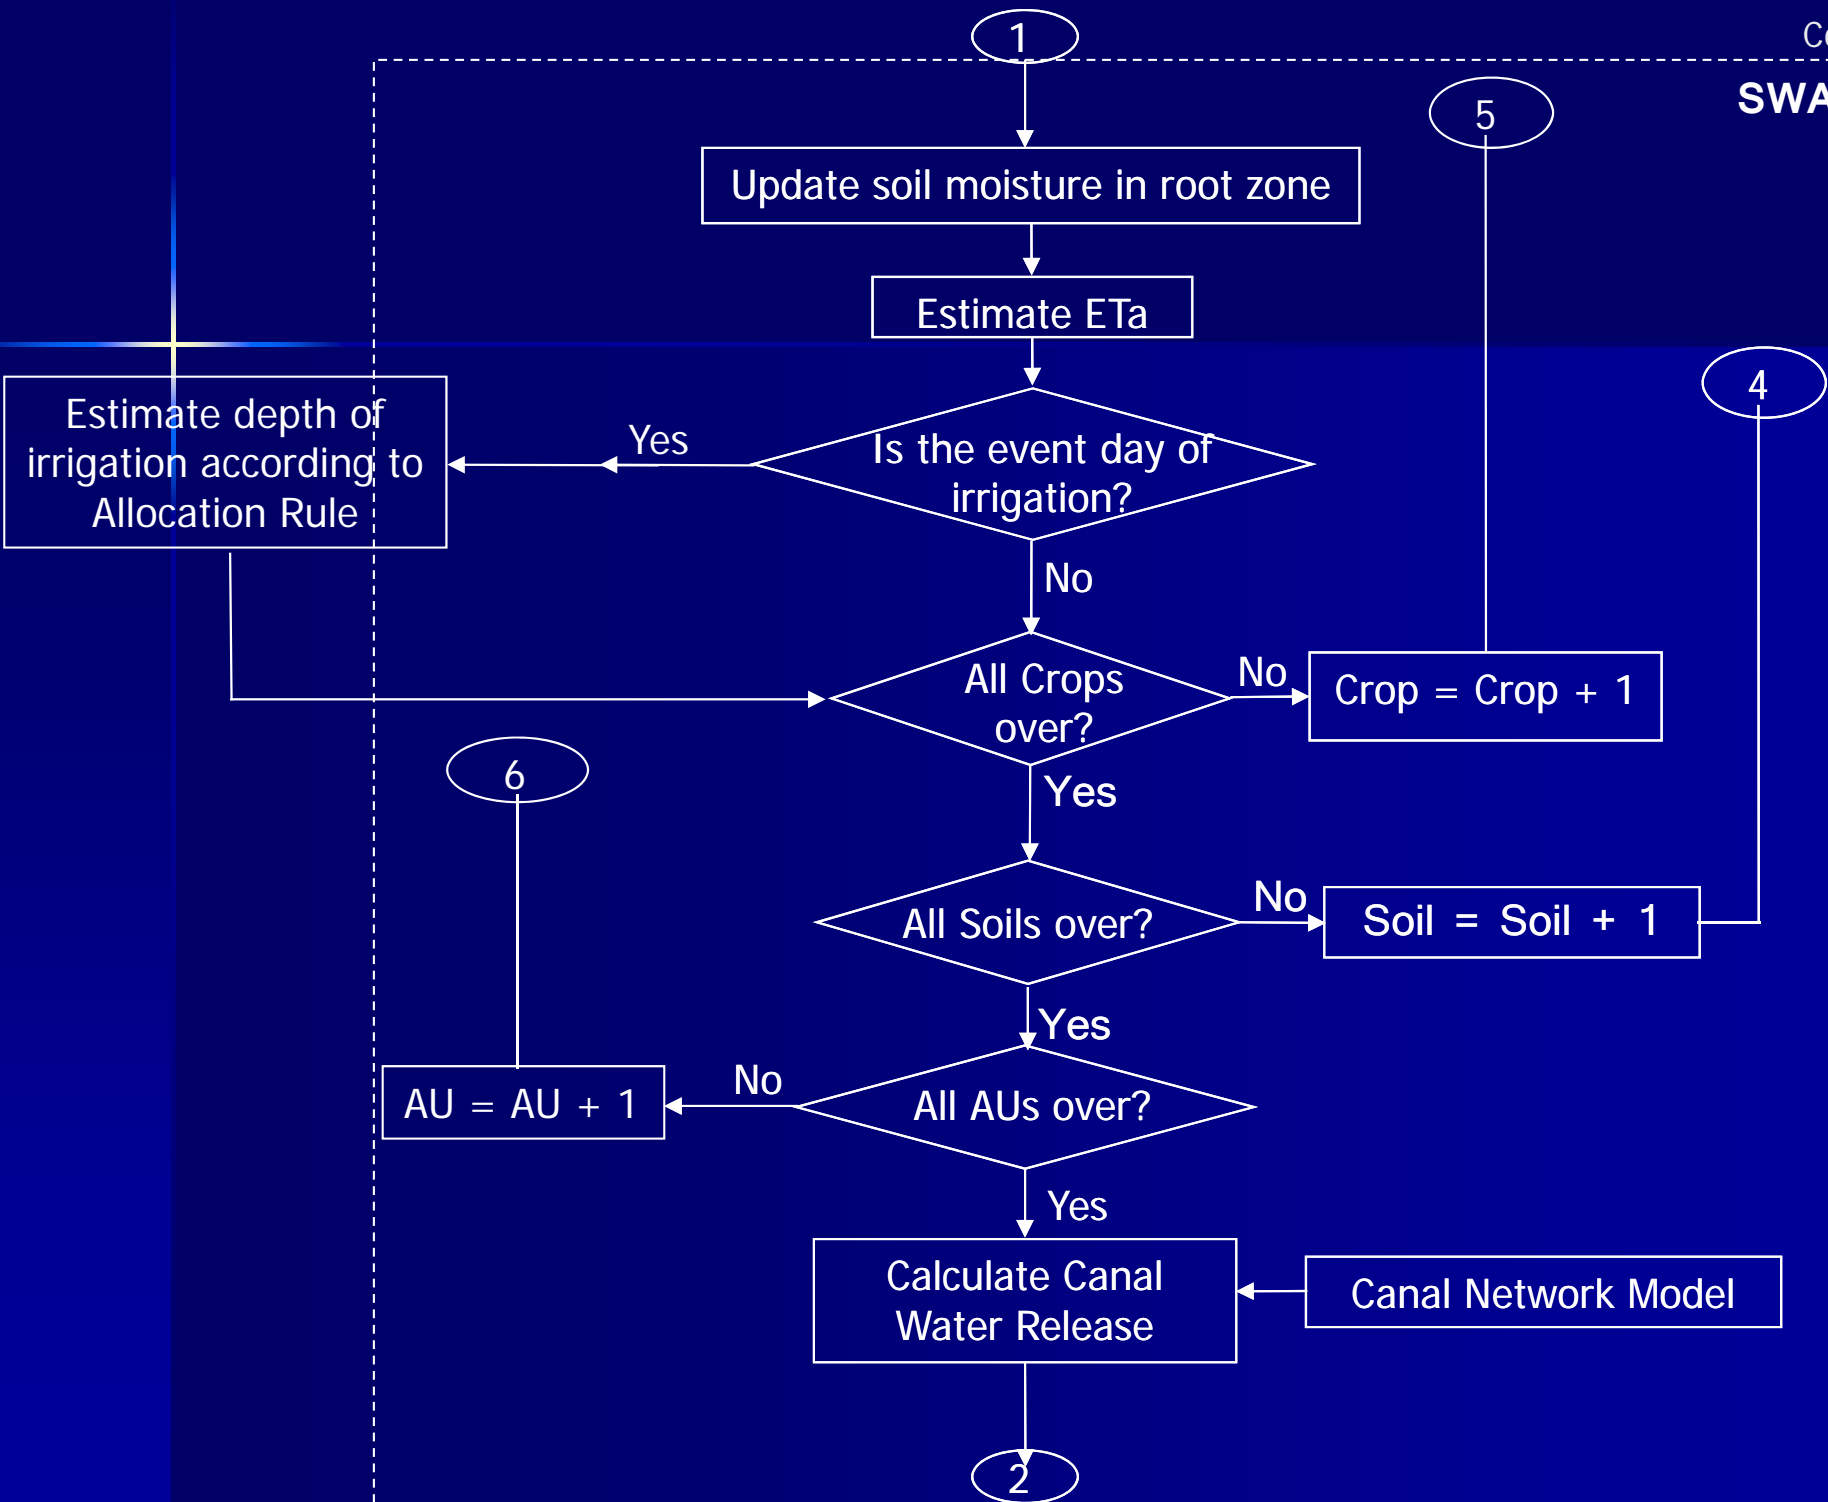 1
Co
SWA
5
Update soil moisture in root zone
Estimate ETa
4
Estimate depth of
irrigation according to
Allocation Rule
Yes
Is the event day of
irrigation?
No
All Crops
over?
No
Crop = Crop + 1
6
Yes
All Soils over?
No
Soil = Soil + 1
Yes
AU = AU + 1
No
All AUs over?
Yes
Calculate Canal
Water Release
Canal Network Model
2